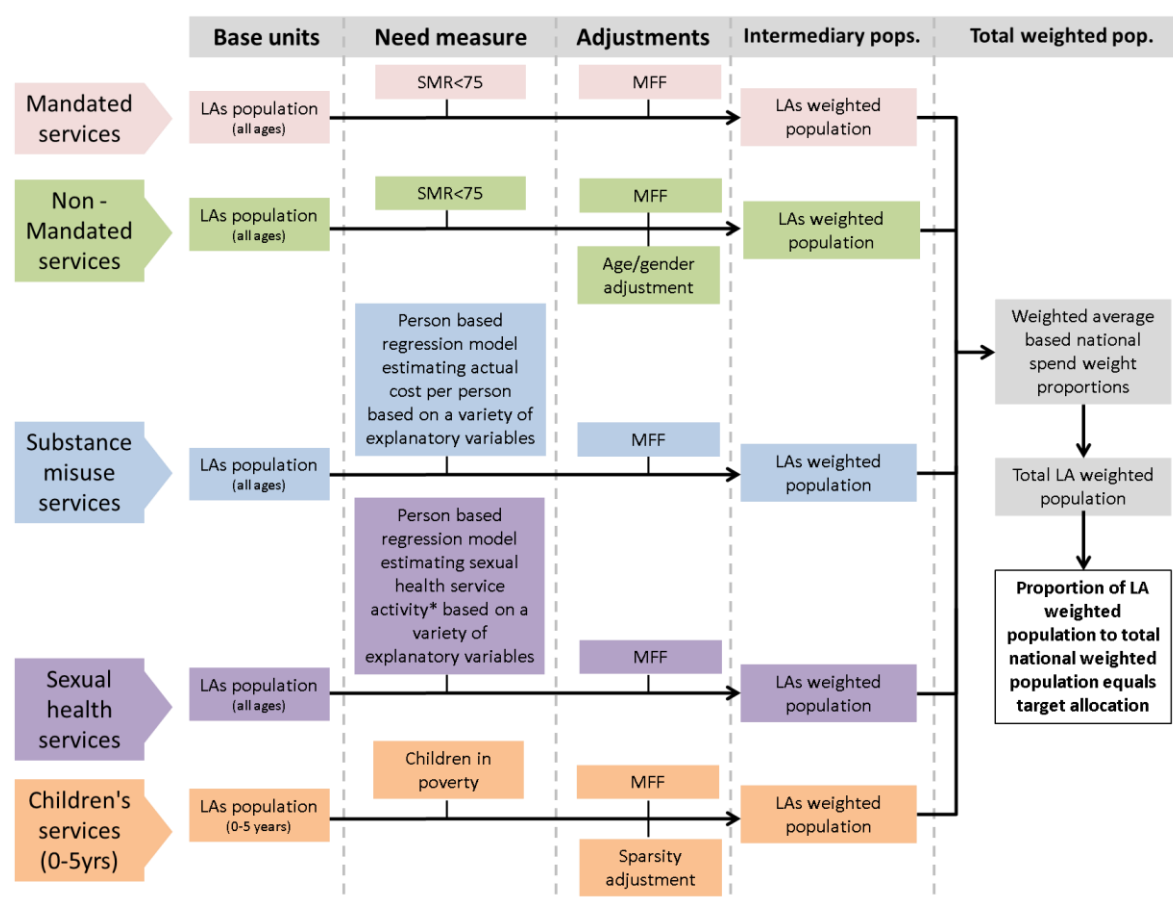 Base units
Need measure
Adjustments
Intermediary pops.
Total weighted pop.
Mandated
services
LAs population
(all ages)
SMR<75
MFF
LAs weighted
population
Non -
Mandated
services
LAs population
(all ages)
SMR<75
MFF
Age/gender
adjustment
LAs weighted
population
Substance
misuse
services
LAs population
(all ages)
Person based
regression model
estimating actual
cost per person
based on a variety of
explanatory variables
MFF
LAs weighted
population
Sexual
health
services
LAs population
(all ages)
Person based
regression model
estimating sexual
health service
activity* based on a
variety of
explanatory variables
MFF
LAs weighted
population
Children's
services
(0-5yrs)
LAs population
(0-5 years)
Children in
poverty
MFF
Sparsity
adjustment
LAs weighted
population
Weighted average
based national
spend weight
proportions
Total LA weighted
population
Proportion of LA
weighted
population to total
national weighted
population equals
target allocation